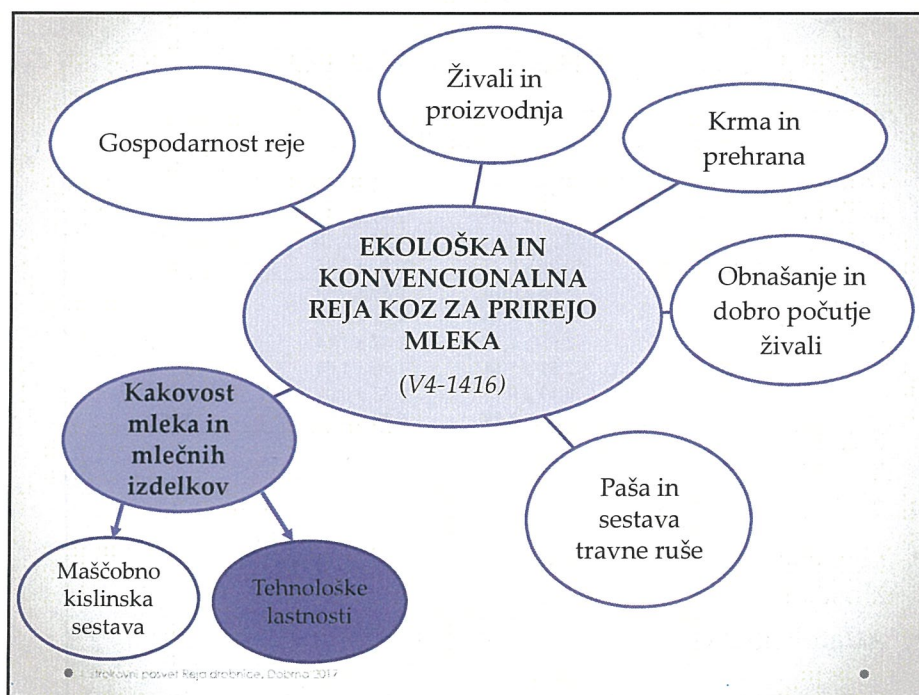 Živali in
proizvodnja
Gospodarnost reje
Krma in
prehrana
EKOLOŠKA IN
KONVENCIONALNA
REJA KOZ ZA PRIREJO
MLEKA
(V4-1416)
Obnašanje in
dobro počutje
živali
Kakovost
mleka in
mlečnih
izdelkov
Paša in
sestava
travne ruše
Maščobno
kislinska
sestava
Tehnološke
lastnosti
strokovni posvet Reja drobnice, Dobrna 2017